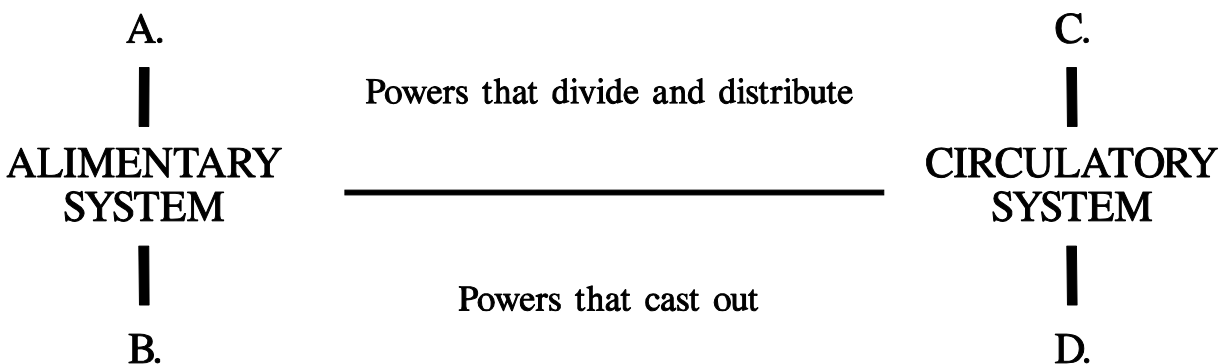 A.
C.
Powers that divide and distribute
ALIMENTARY
SYSTEM
CIRCULATORY
SYSTEM
Powers that cast out
B.
D.